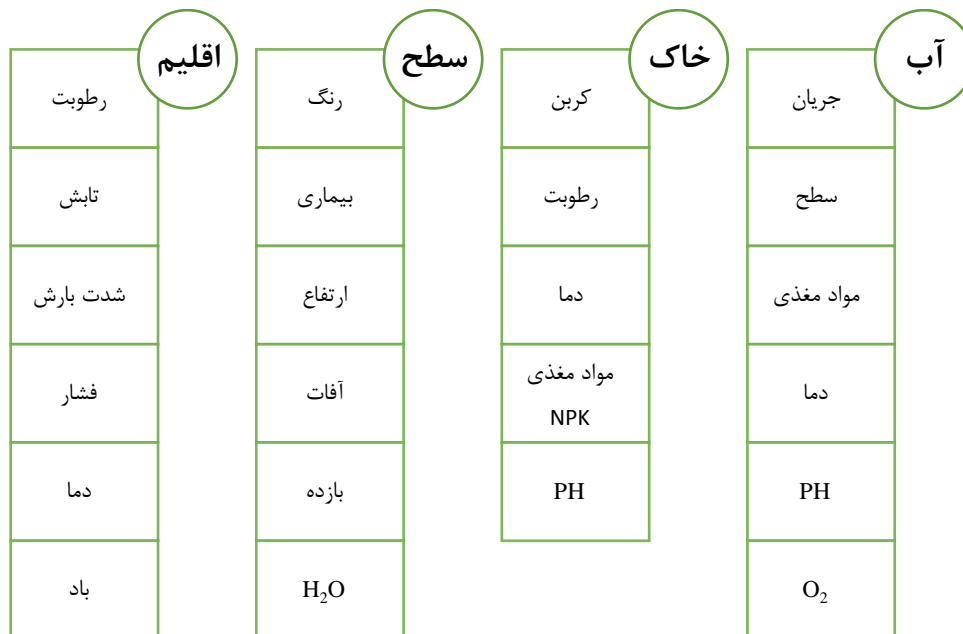 آب
جریان
سطح
مواد مغذی
دما
PH
O₂
خاک
کربن
رطوبت
دما
مواد مغذی
NPK
PH
سطح
رنگ
بیماری
ارتفاع
آفات
بازده
H₂O
اقلیم
رطوبت
تابش
شدت بارش
فشار
دما
باد